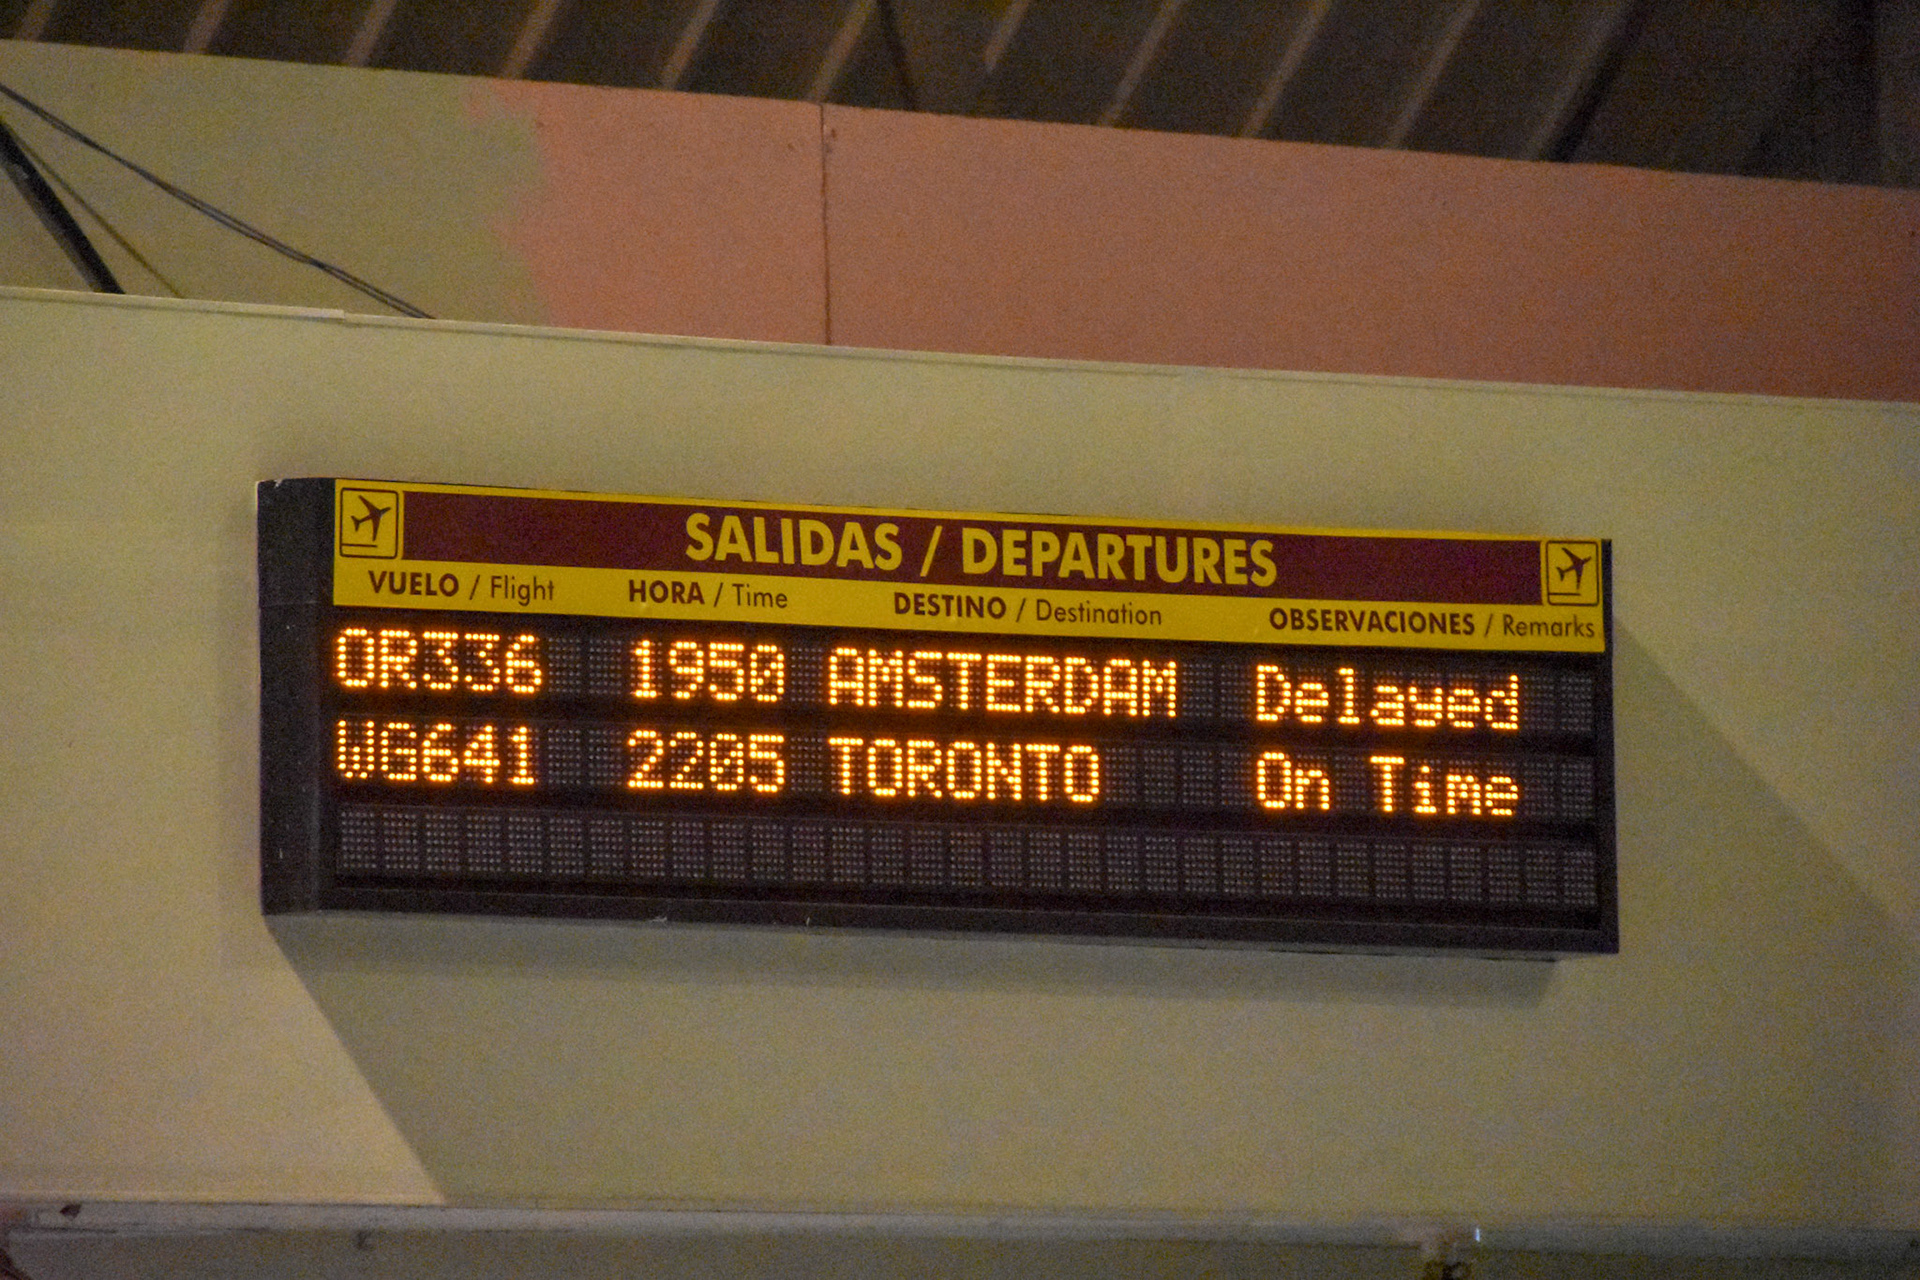 SALIDAS / DEPARTURES
VUELO / Flight HORA / Time DESTINO / Destination OBSERVACIONES / Remarks
OR336 1950 AMSTERDAM Delayed
WG641 2205 TORONTO On Time